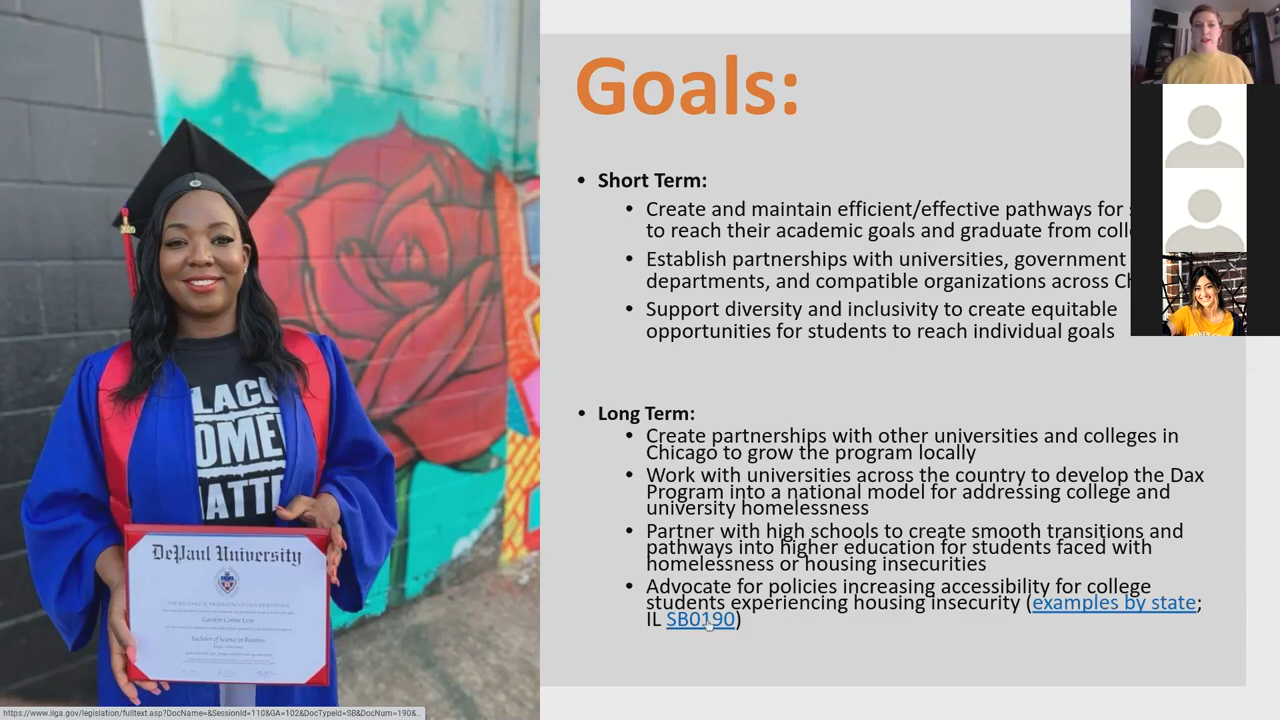 Goals:
• Short Term:
• Create and maintain efficient/effective pathways for
to reach their academic goals and graduate from
• Establish partnerships with universities, government
departments, and compatible organizations across
• Support diversity and inclusivity to create equitable
opportunities for students to reach individual goals
• Long Term:
• Create partnerships with other universities and colleges in
Chicago to grow the program locally
• Work with universities across the country to develop the Dax
Program into a national model for addressing college and
university homelessness
• Partner with high schools to create smooth transitions and
pathways into higher education for students faced with
homelessness or housing insecurities
• Advocate for policies increasing accessibility for college
students experiencing housing insecurity (examples by state;
IL SB0190)
LACK
OME
ATTE
DePaul University
Bachelor of Science in Business
https://www.ilga.gov/legislation/fulltext.asp?DocName=&SessionId=110&GA=102&DocTypeId=SB&DocNum=190&...